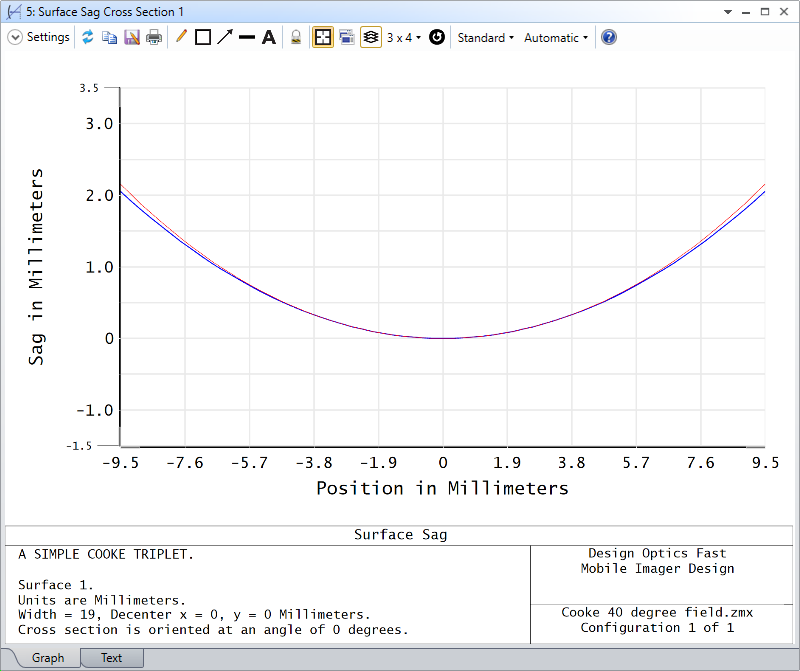 5: Surface Sag Cross Section 1
Settings
3 x 4
Standard
Automatic
3.5
3.0
2.0
1.0
0
-1.0
-1.5
Sag in Millimeters
-9.5 -7.6 -5.7 -3.8 -1.9 0 1.9 3.8 5.7 7.6 9.5
Position in Millimeters
Surface Sag
A SIMPLE COOKE TRIPLET.
Surface 1.
Units are Millimeters.
Width = 19, Decenter x = 0, y = 0 Millimeters.
Cross section is oriented at an angle of 0 degrees.
Design Optics Fast
Mobile Imager Design
Cooke 40 degree field.zmx
Configuration 1 of 1
Graph
Text